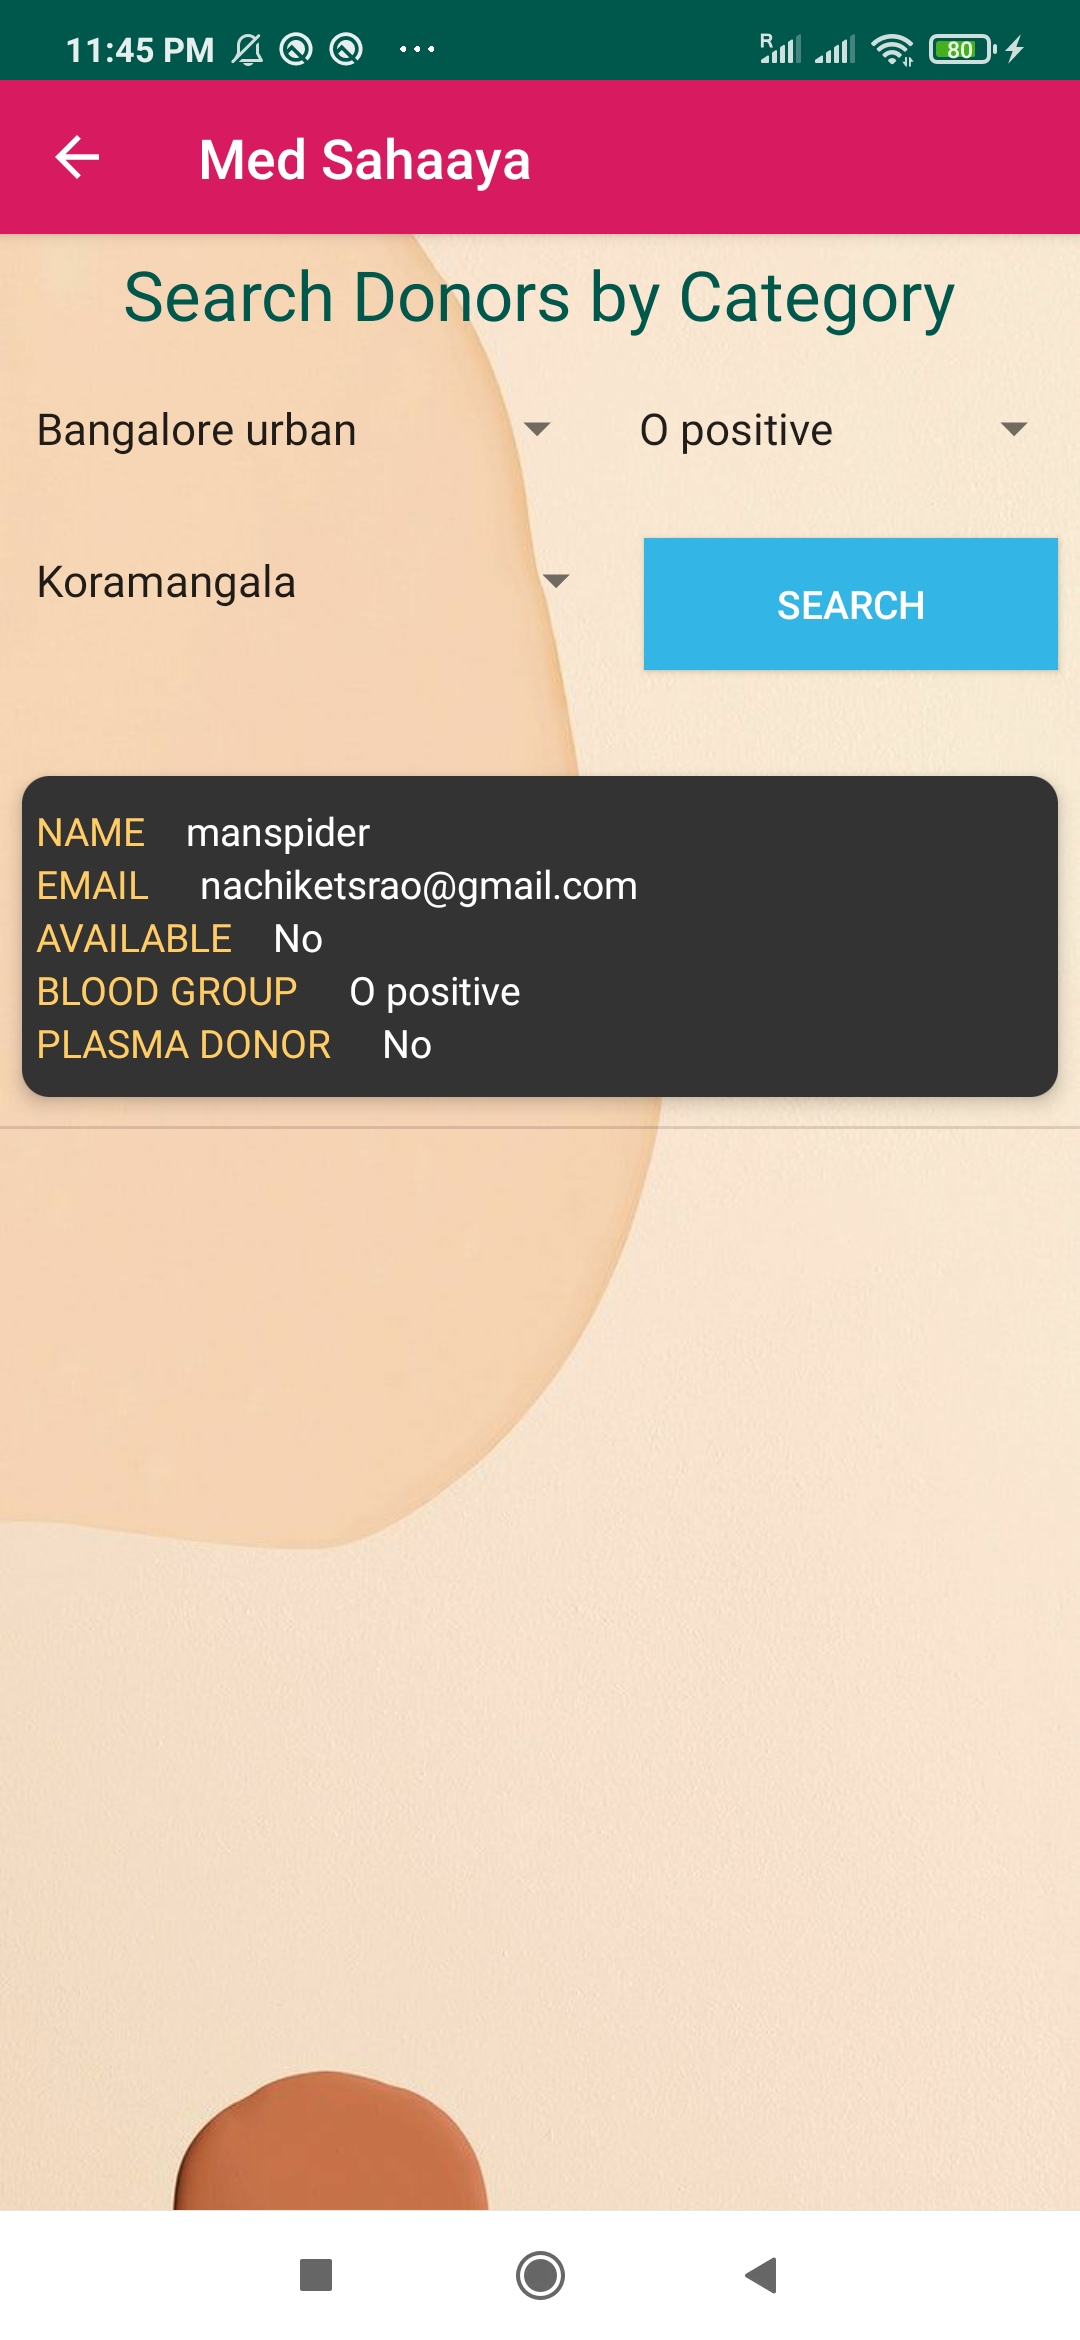 11:45 PM R 80
Med Sahaaya
Search Donors by Category
Bangalore urban O positive
Koramangala SEARCH
NAME manspider
EMAIL nachiketsrao@gmail.com
AVAILABLE No
BLOOD GROUP O positive
PLASMA DONOR No